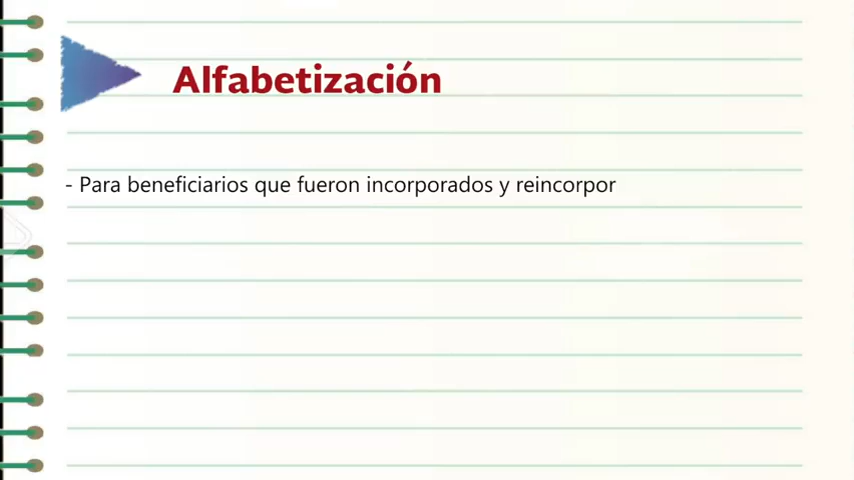 Alfabetización
- Para beneficiarios que fueron incorporados y reincorpor